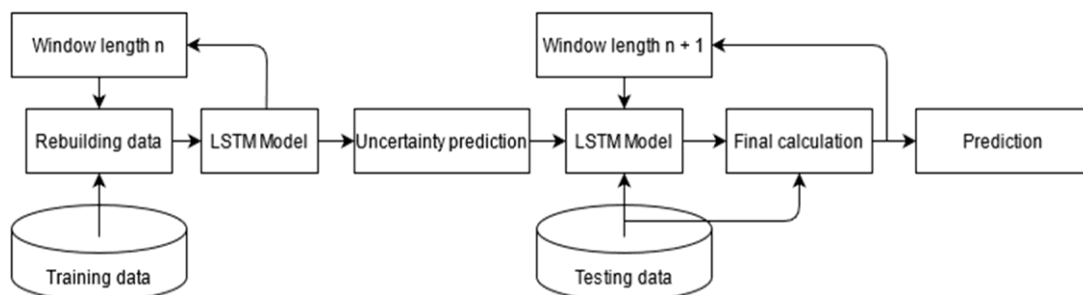 Window length n
Window length n + 1
Rebuilding data
LSTM Model
Uncertainty prediction
LSTM Model
Final calculation
Prediction
Training data
Testing data